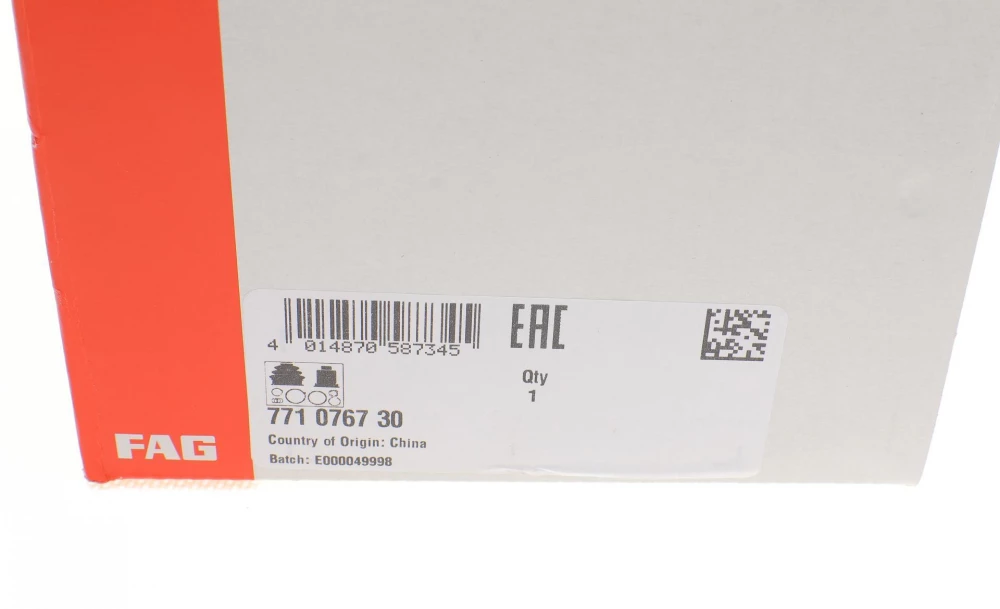 4 014870 587345
EAC
Qty
1
771 0767 30
Country of Origin: China
Batch: E000049998
FAG